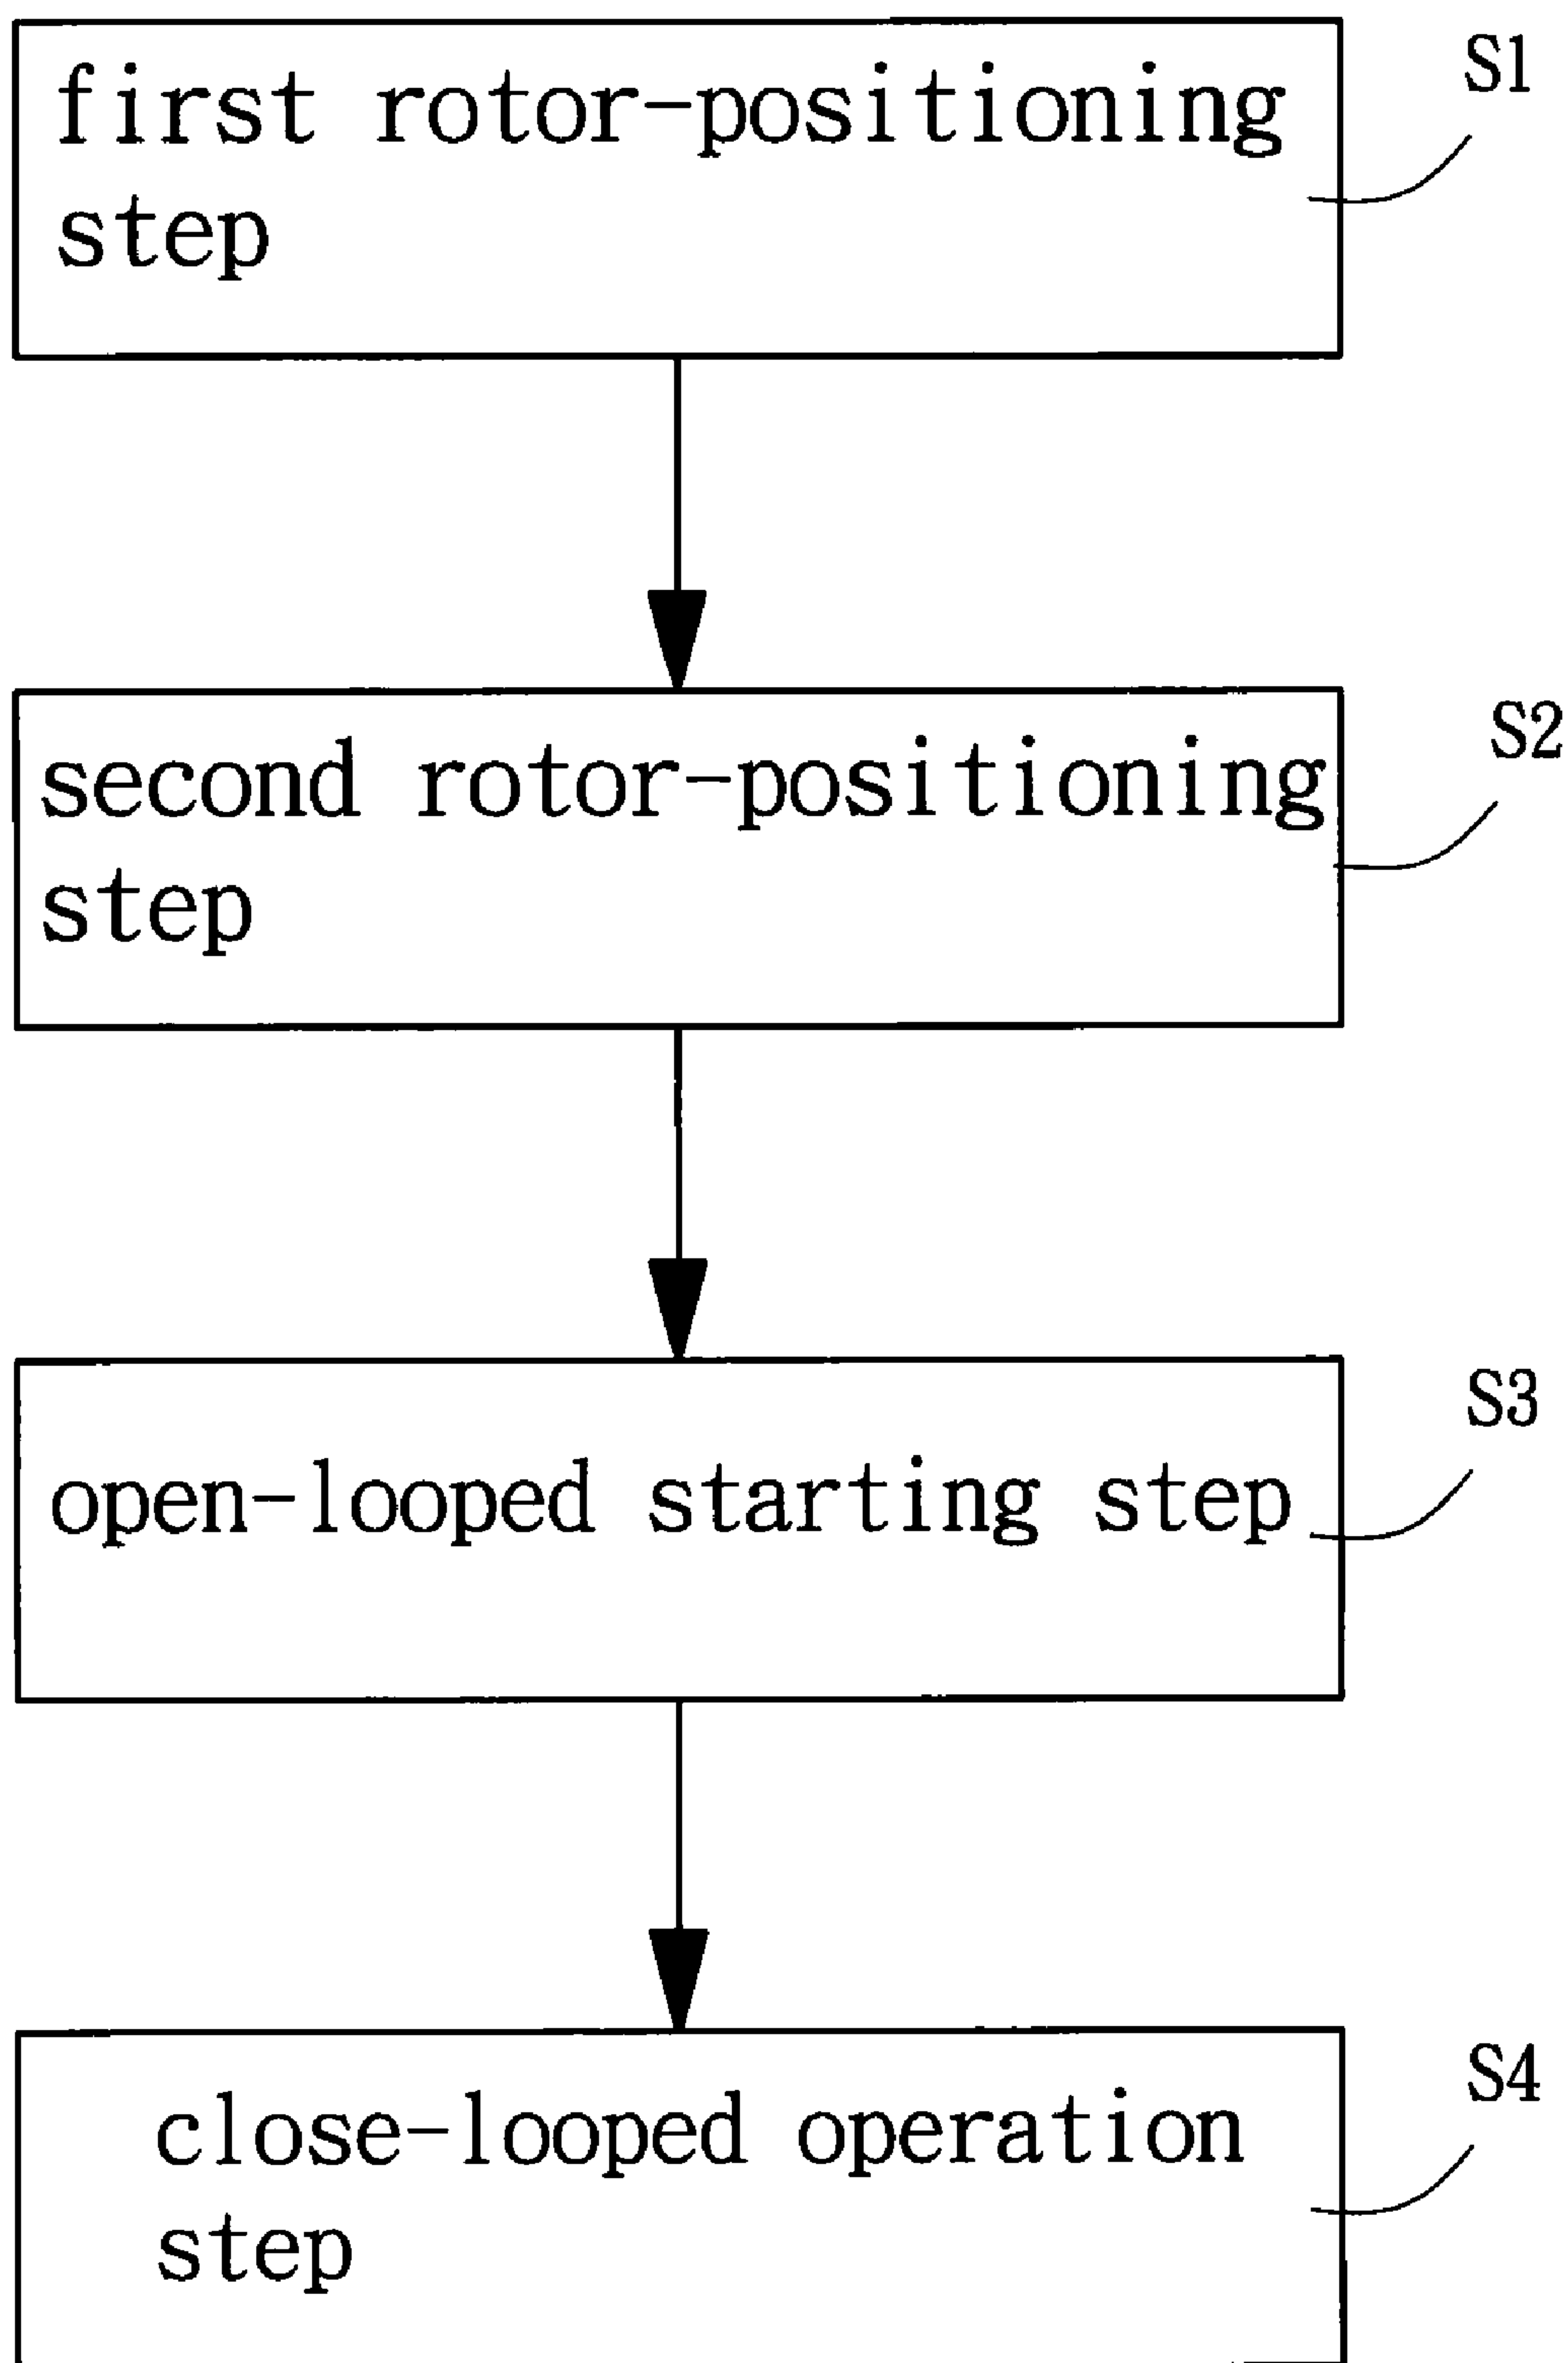 first rotor-positioning
step
S1
second rotor-positioning
step
S2
open-looped starting step
S3
close-looped operation
step
S4